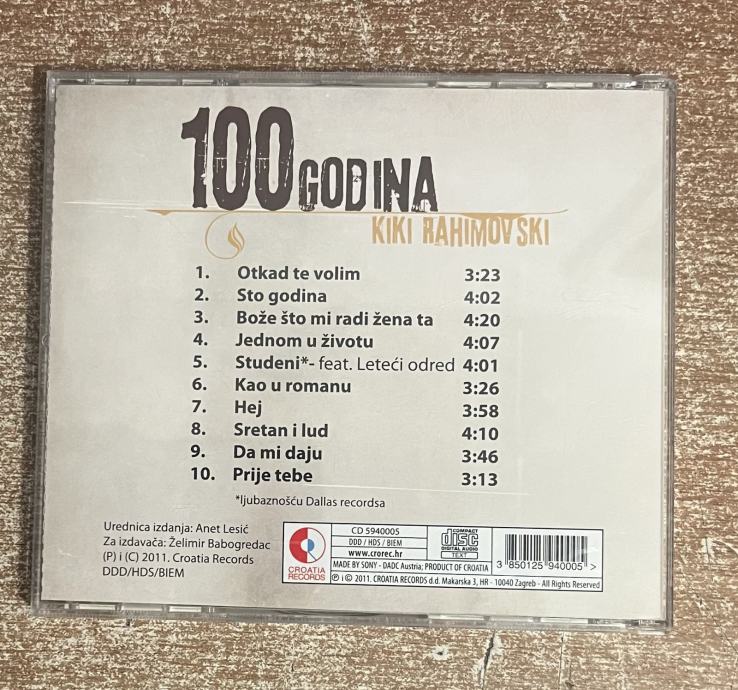 100 GODINA
KIKI RAHIMOVSKI
1. Otkad te volim 3:23
2. Sto godina 4:02
3. Bože što mi radi žena ta 4:20
4. Jednom u životu 4:07
5. Studeni*- feat. Leteći odred 4:01
6. Kao u romanu 3:26
7. Hej 3:58
8. Sretan i lud 4:10
9. Da mi daju 3:46
10. Prije tebe 3:13
*ljubaznošću Dallas recordsa
Urednica izdanja: Anet Lesić
Za izdavača: Želimir Babogredac
(P) i (C) 2011. Croatia Records
DDD/HDS/BIEM
CROATIA
RECORDS
CD 5940005
DDD / HDS / BIEM
www.crorec.hr
COMPACT
disc
DIGITAL AUDIO
TEXT
MADE BY SONY - DADC Austria; PRODUCT OF CROATIA
Ⓟ i © 2011. CROATIA RECORDS d.d. Makarska 3, HR - 10040 Zagreb - All Rights Reserved
3 850125 940005 >